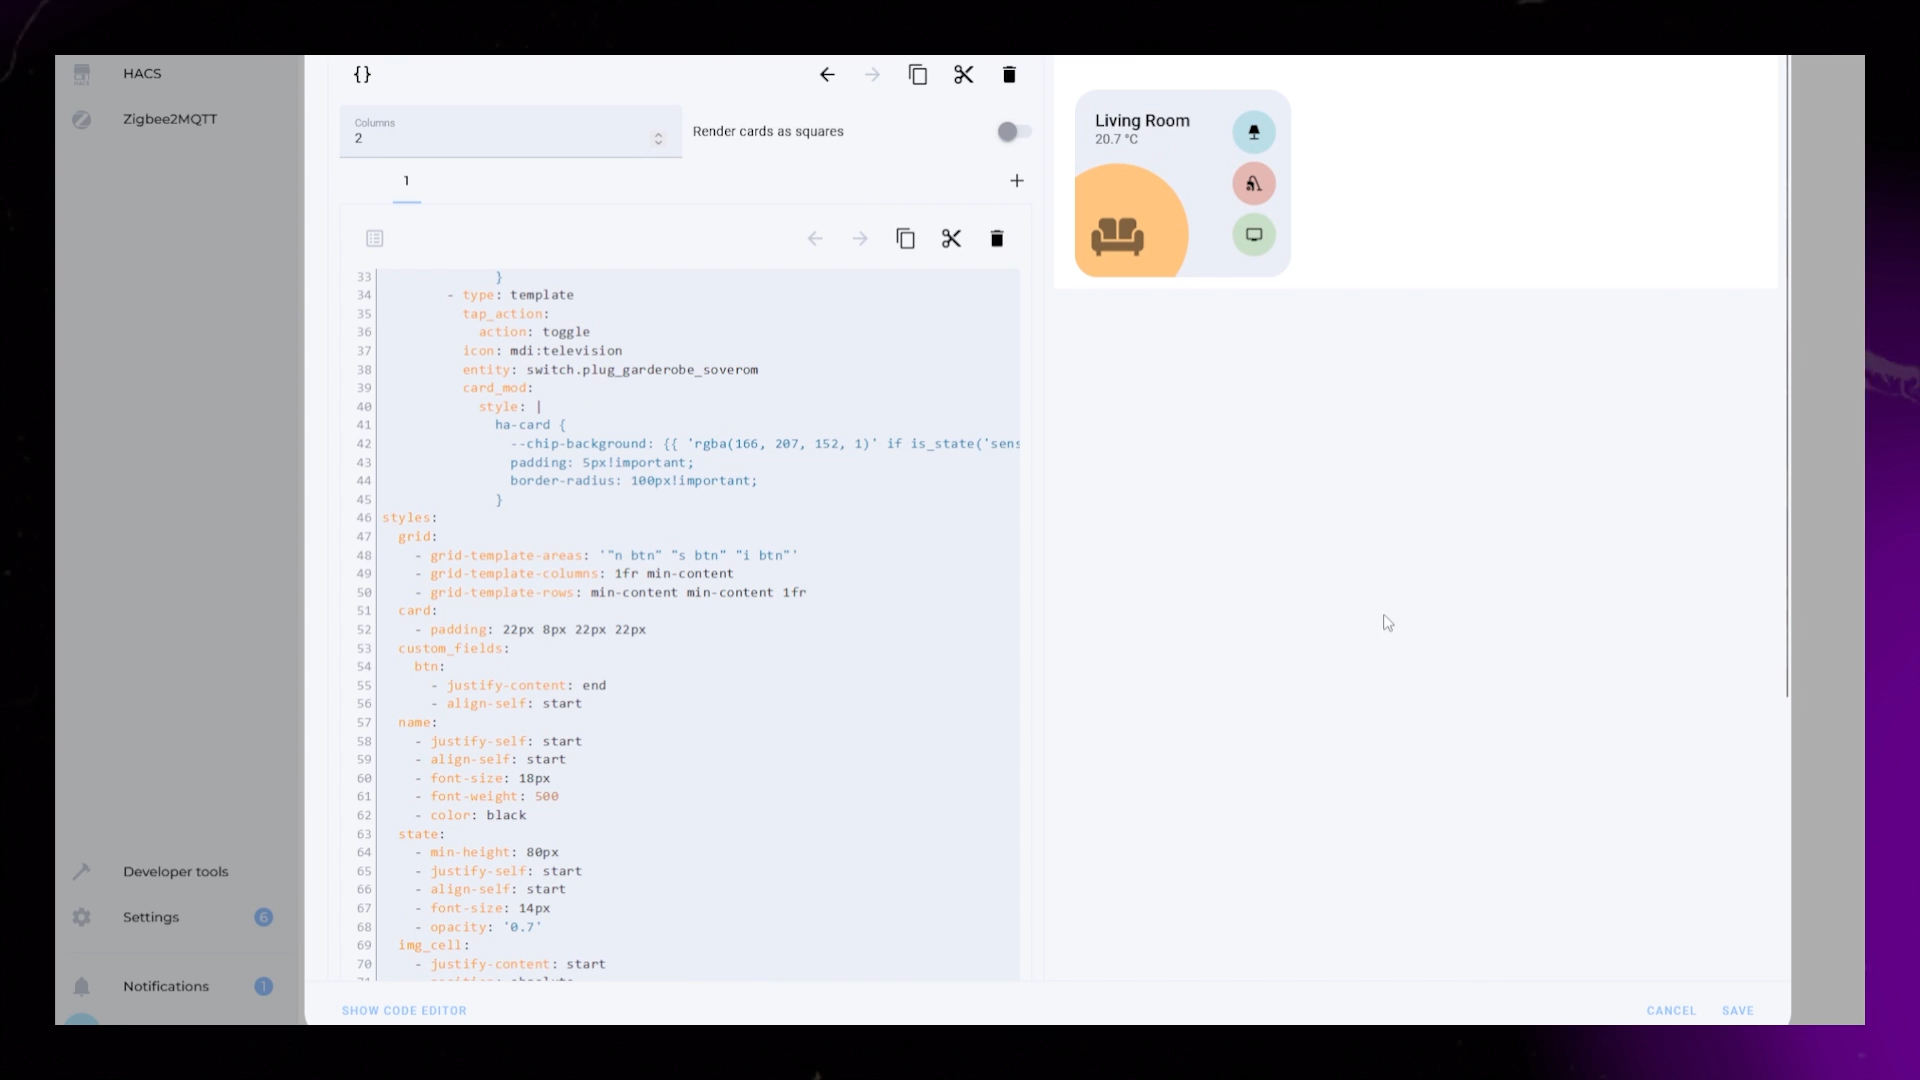 HACS
Zigbee2MQTT
Developer tools
Settings
6
Notifications
1
{}
Columns
2
Render cards as squares
1
33 }
34 - type: template
35 tap_action:
36 action: toggle
37 icon: mdi:television
38 entity: switch.plug_garderobe_soverom
39 card_mod:
40 style: |
41 ha-card {
42 --chip-background: {{ 'rgba(166, 207, 152, 1)' if is_state('sens
43 padding: 5px!important;
44 border-radius: 100px!important;
45 }
46 styles:
47 grid:
48 - grid-template-areas: '"n btn" "s btn" "i btn"'
49 - grid-template-columns: 1fr min-content
50 - grid-template-rows: min-content min-content 1fr
51 card:
52 - padding: 22px 8px 22px 22px
53 custom_fields:
54 btn:
55 - justify-content: end
56 - align-self: start
57 name:
58 - justify-self: start
59 - align-self: start
60 - font-size: 18px
61 - font-weight: 500
62 - color: black
63 state:
64 - min-height: 80px
65 - justify-self: start
66 - align-self: start
67 - font-size: 14px
68 - opacity: '0.7'
69 img_cell:
70 - justify-content: start
Living Room
20.7 °C
SHOW CODE EDITOR
CANCEL
SAVE